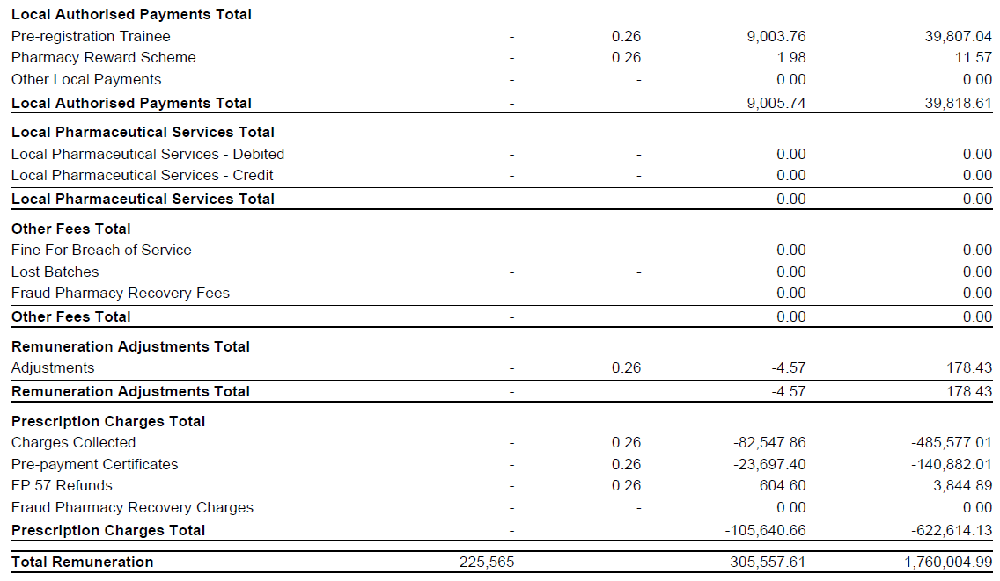 Local Authorised Payments Total
Pre-registration Trainee - 0.26 9,003.76 39,807.04
Pharmacy Reward Scheme - 0.26 1.98 11.57
Other Local Payments - - 0.00 0.00
Local Authorised Payments Total - 9,005.74 39,818.61
Local Pharmaceutical Services Total
Local Pharmaceutical Services - Debited - - 0.00 0.00
Local Pharmaceutical Services - Credit - - 0.00 0.00
Local Pharmaceutical Services Total - 0.00 0.00
Other Fees Total
Fine For Breach of Service - - 0.00 0.00
Lost Batches - - 0.00 0.00
Fraud Pharmacy Recovery Fees - - 0.00 0.00
Other Fees Total - 0.00 0.00
Remuneration Adjustments Total
Adjustments - 0.26 -4.57 178.43
Remuneration Adjustments Total - -4.57 178.43
Prescription Charges Total
Charges Collected - 0.26 -82,547.86 -485,577.01
Pre-payment Certificates - 0.26 -23,697.40 -140,882.01
FP 57 Refunds - 0.26 604.60 3,844.89
Fraud Pharmacy Recovery Charges - - 0.00 0.00
Prescription Charges Total - -105,640.66 -622,614.13
Total Remuneration 225,565 305,557.61 1,760,004.99